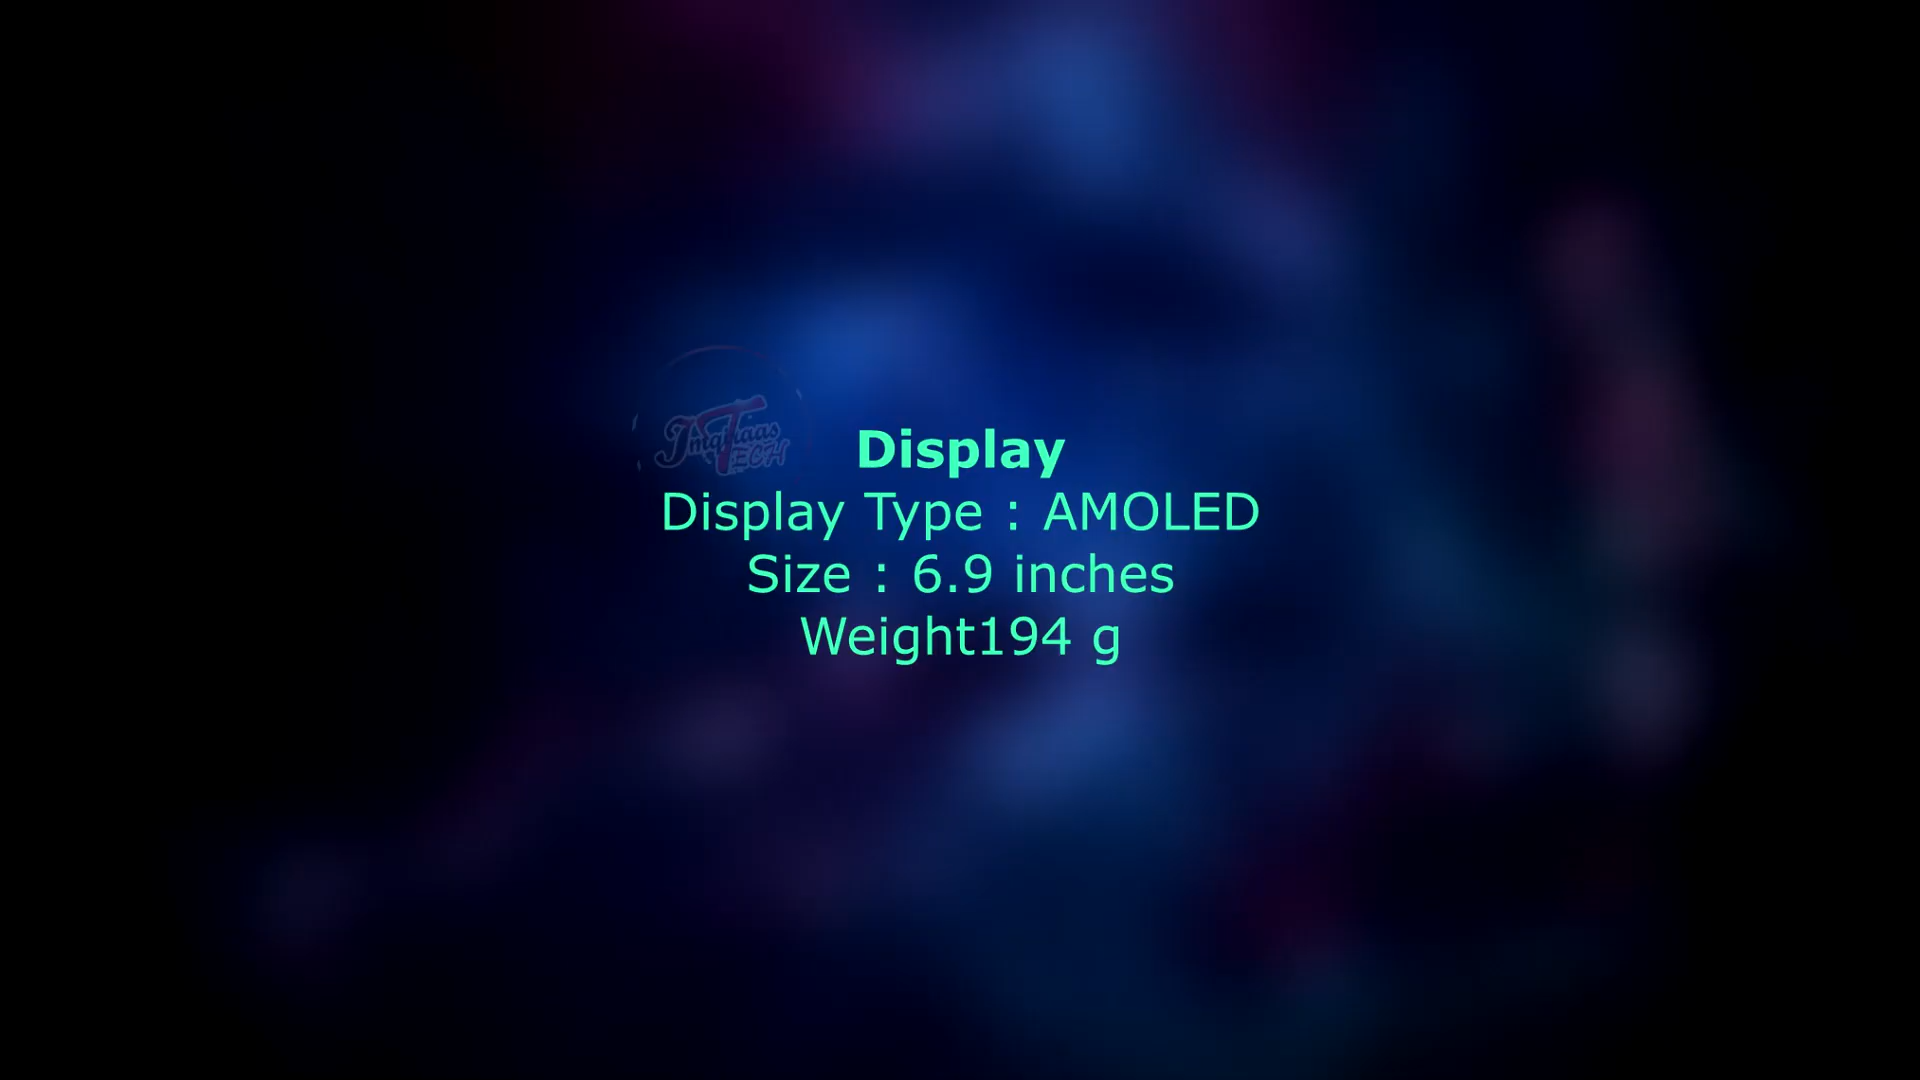 Display
Display Type : AMOLED
Size : 6.9 inches
Weight194 g